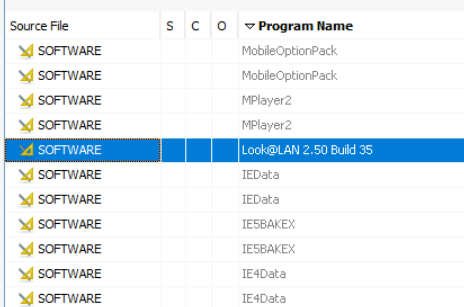 Source File S C O Program Name
SOFTWARE MobileOptionPack
SOFTWARE MobileOptionPack
SOFTWARE MPlayer2
SOFTWARE MPlayer2
SOFTWARE Look@LAN 2.50 Build 35
SOFTWARE IEData
SOFTWARE IEData
SOFTWARE IE5BAKEX
SOFTWARE IE5BAKEX
SOFTWARE IE4Data
SOFTWARE IE4Data